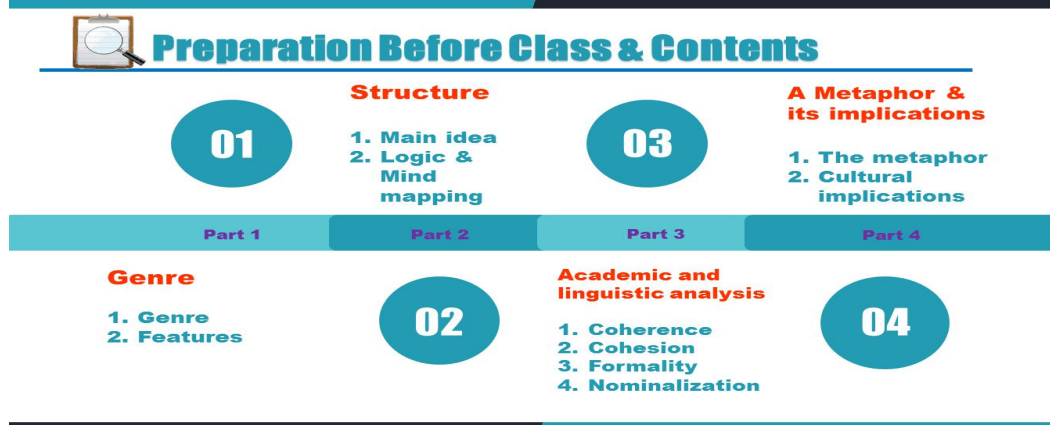 Preparation Before Class & Contents
01
Structure
1. Main idea
2. Logic &
Mind
mapping
03
A Metaphor &
its implications
1. The metaphor
2. Cultural
implications
Part 1
Part 2
Part 3
Part 4
Genre
1. Genre
2. Features
02
Academic and
linguistic analysis
1. Coherence
2. Cohesion
3. Formality
4. Nominalization
04